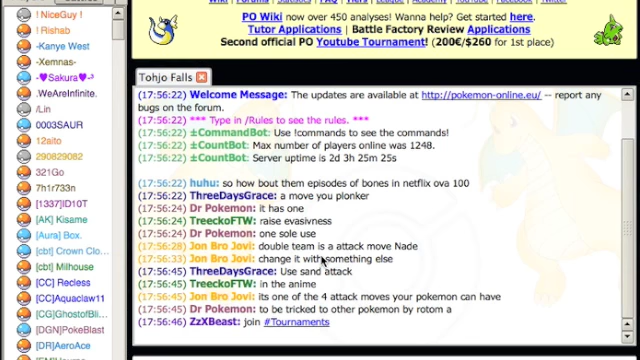 ! NiceGuy !
! Rishab
-Kanye West
-Xemnas-
-♥Sakura♥-²
.WeAreInfinite.
/Lin
0003SAUR
12aito
290829082
321Go
7h1r733n
[1337]ID10T
[AK] Kisame
[Aura] Box.
[cbt] Crown Clo...
[cbt] Milhouse
[CC] Recless
[CC]Aquaclaw11
[CG]GhostofBli...
[DGN]PokeBlast
[DR]AeroAce
PO Wiki now over 450 analyses! Wanna help? Get started here.
Tutor Applications | Battle Factory Review Applications
Second official PO Youtube Tournament! (200€/$260 for 1st place)
Tohjo Falls
(17:56:22) Welcome Message: The updates are available at http://pokemon-online.eu/ -- report any
bugs on the forum.
(17:56:22) *** Type in /Rules to see the rules. ***
(17:56:22) ±CommandBot: Use !commands to see the commands!
(17:56:22) ±CountBot: Max number of players online was 1248.
(17:56:22) ±CountBot: Server uptime is 2d 3h 25m 25s
(17:56:22) huhu: so how bout them episodes of bones in netflix ova 100
(17:56:22) ThreeDaysGrace: a move you plonker
(17:56:24) Dr Pokemon: it has one
(17:56:24) TreeckoFTW: raise evasivness
(17:56:24) Dr Pokemon: one sole use
(17:56:28) Jon Bro Jovi: double team is a attack move Nade
(17:56:33) Jon Bro Jovi: change it with something else
(17:56:45) ThreeDaysGrace: Use sand attack
(17:56:45) TreeckoFTW: in the anime
(17:56:45) Jon Bro Jovi: its one of the 4 attack moves your pokemon can have
(17:56:45) Dr Pokemon: to be tricked to other pokemon by rotom a
(17:56:46) ZzXBeast: join #Tournaments